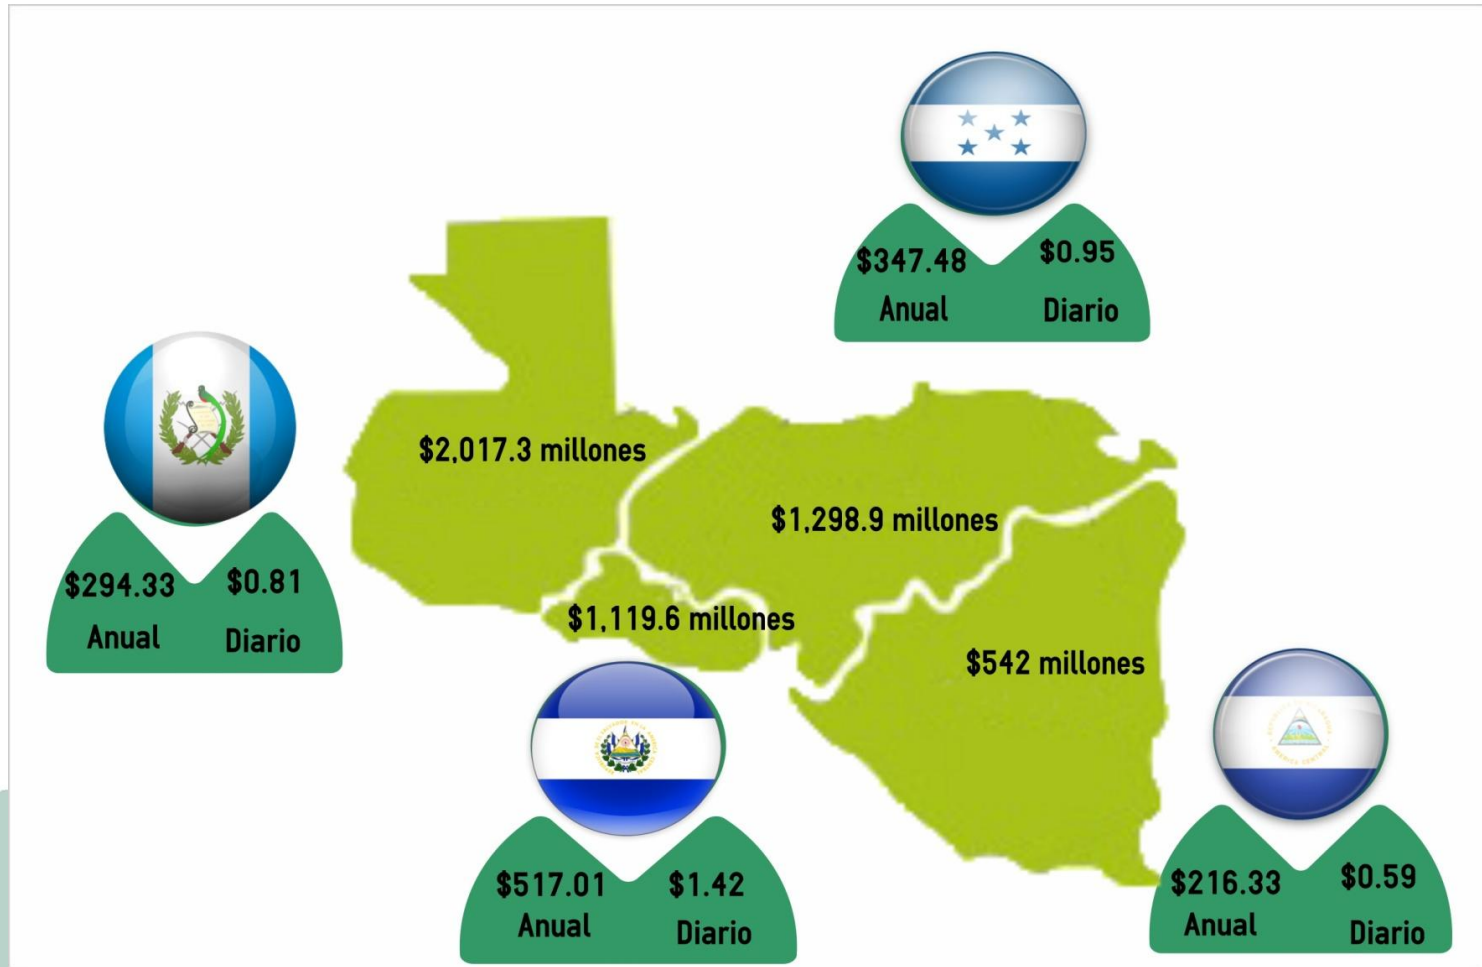 $347.48
Anual
$0.95
Diario
$2,017.3 millones
$1,298.9 millones
$294.33
Anual
$0.81
Diario
$1,119.6 millones
$542 millones
$517.01
Anual
$1.42
Diario
$216.33
Anual
$0.59
Diario